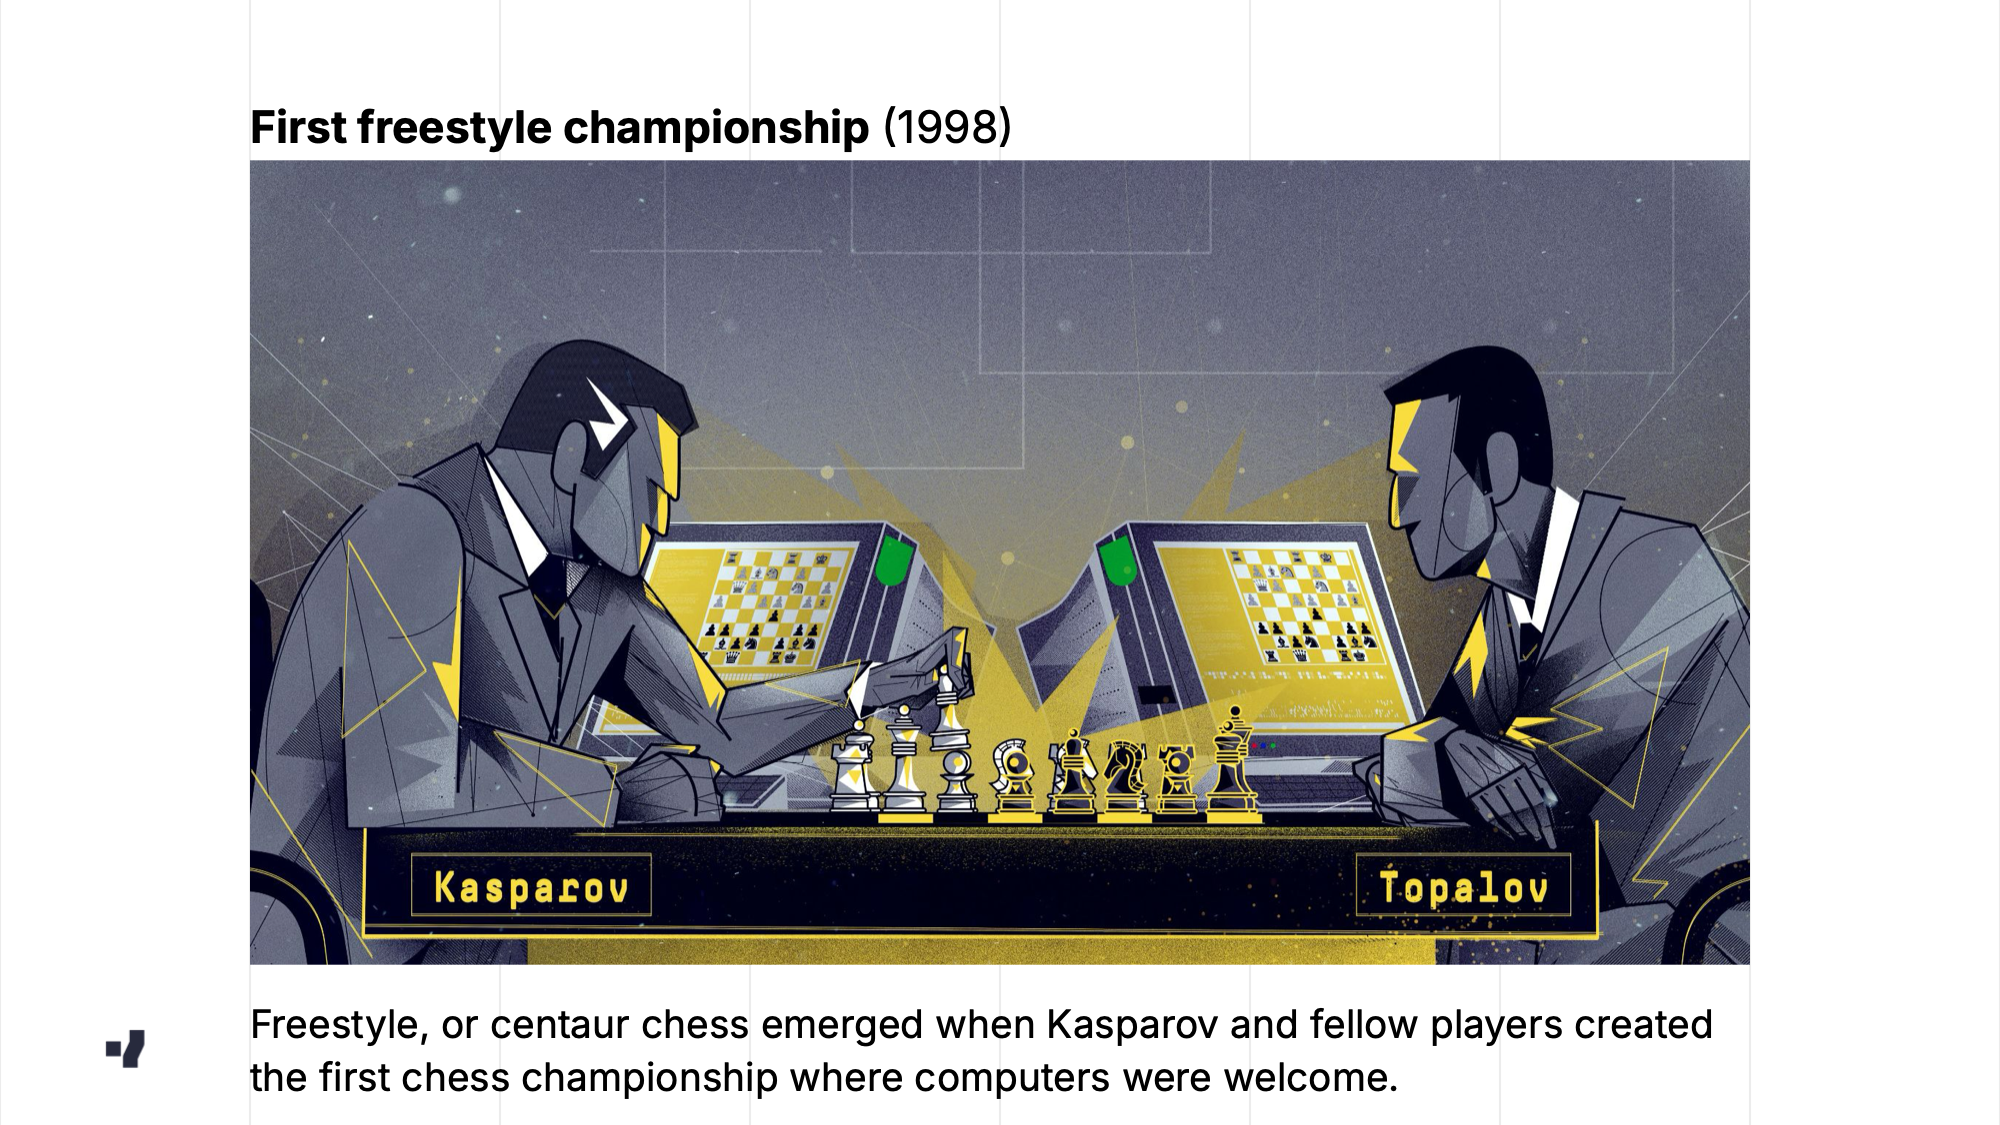 First freestyle championship (1998)
Kasparov
Topalov
Freestyle, or centaur chess emerged when Kasparov and fellow players created
the first chess championship where computers were welcome.